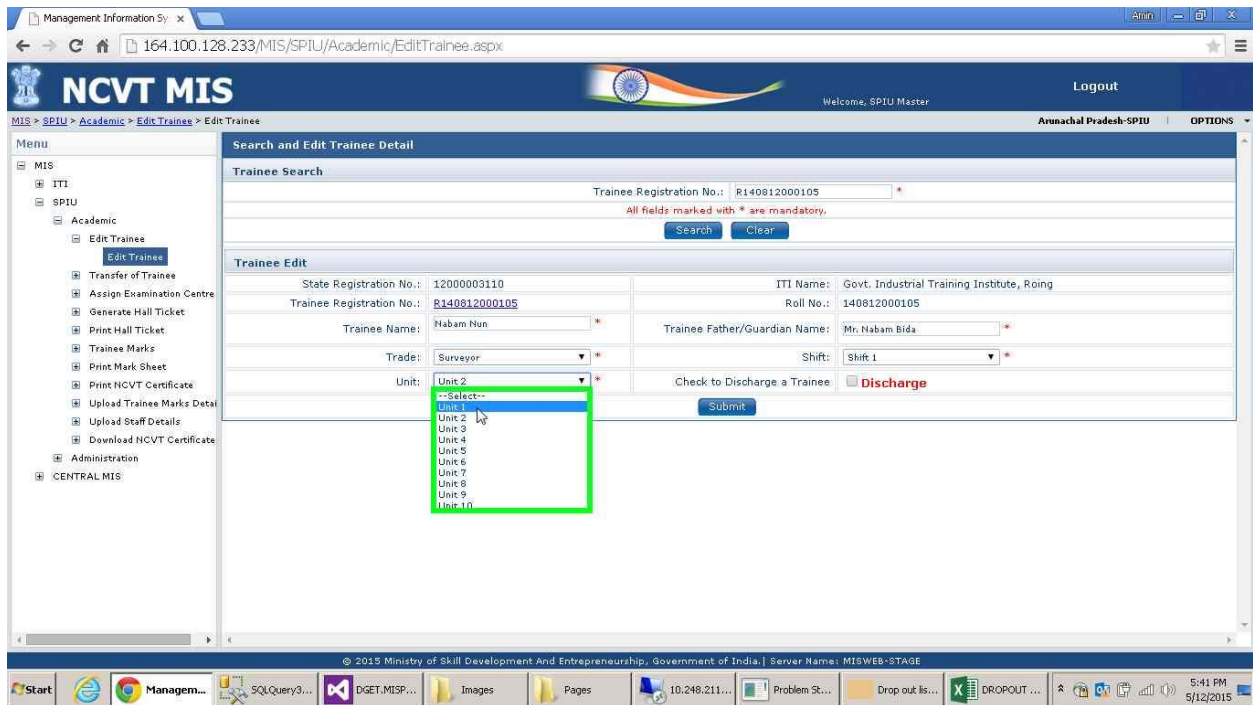 Management Information Sy
Amin
164.100.128.233/MIS/SPIU/Academic/EditTrainee.aspx
NCVT MIS
Welcome, SPIU Master
Logout
MIS > SPIU > Academic > Edit Trainee > Edit Trainee
Arunachal Pradesh-SPIU | OPTIONS
Menu
MIS
ITI
SPIU
Academic
Edit Trainee
Edit Trainee
Transfer of Trainee
Assign Examination Centre
Generate Hall Ticket
Print Hall Ticket
Trainee Marks
Print Mark Sheet
Print NCVT Certificate
Upload Trainee Marks Detai
Upload Staff Details
Download NCVT Certificate
Administration
CENTRAL MIS
Search and Edit Trainee Detail
Trainee Search
Trainee Registration No.: R140812000105 *
All fields marked with * are mandatory.
Search Clear
Trainee Edit
State Registration No.: 12000003110 ITI Name: Govt. Industrial Training Institute, Roing
Trainee Registration No.: R140812000105 Roll No.: 140812000105
Trainee Name: Nabam Nun * Trainee Father/Guardian Name: Mr. Nabam Bida *
Trade: Surveyor * Shift: Shift 1 *
Unit: Unit 2 * Check to Discharge a Trainee Discharge
--Select--
Unit 1
Unit 2
Unit 3
Unit 4
Unit 5
Unit 6
Unit 7
Unit 8
Unit 9
Unit 10
Submit
© 2015 Ministry of Skill Development And Entrepreneurship, Government of India.| Server Name: MISWEB-STAGE
Start Managem... SQLQuery3... DGET.MISP... Images Pages 10.248.211... Problem St... Drop out lis... DROPOUT ... 5:41 PM
5/12/2015